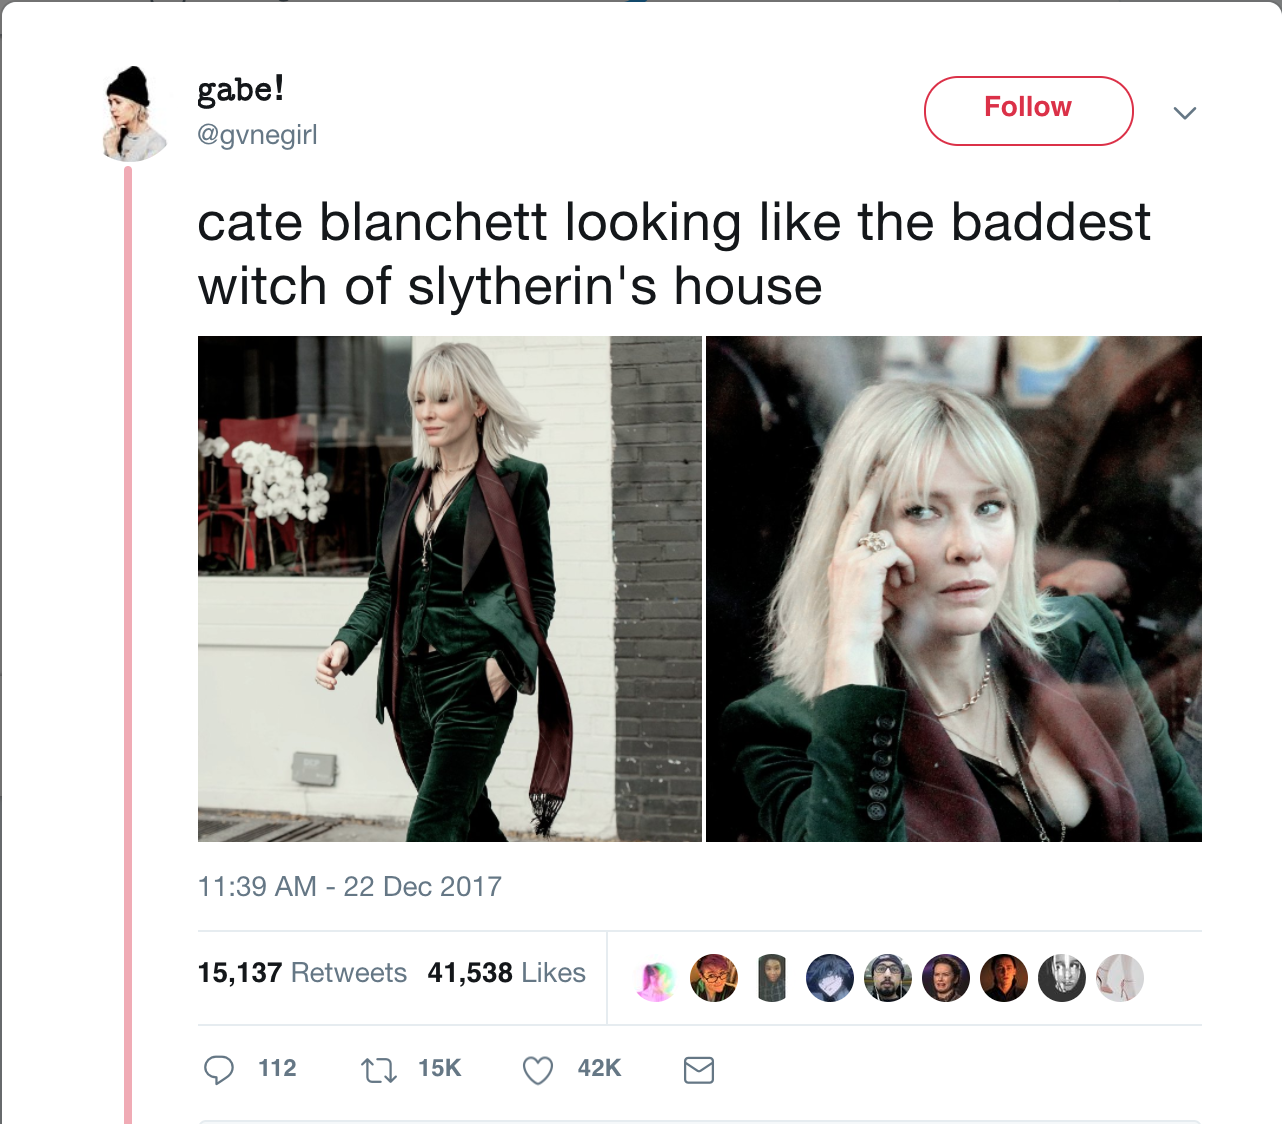 gabe!
@gvnegirl
Follow
cate blanchett looking like the baddest
witch of slytherin's house
11:39 AM - 22 Dec 2017
15,137 Retweets 41,538 Likes
112 15K 42K